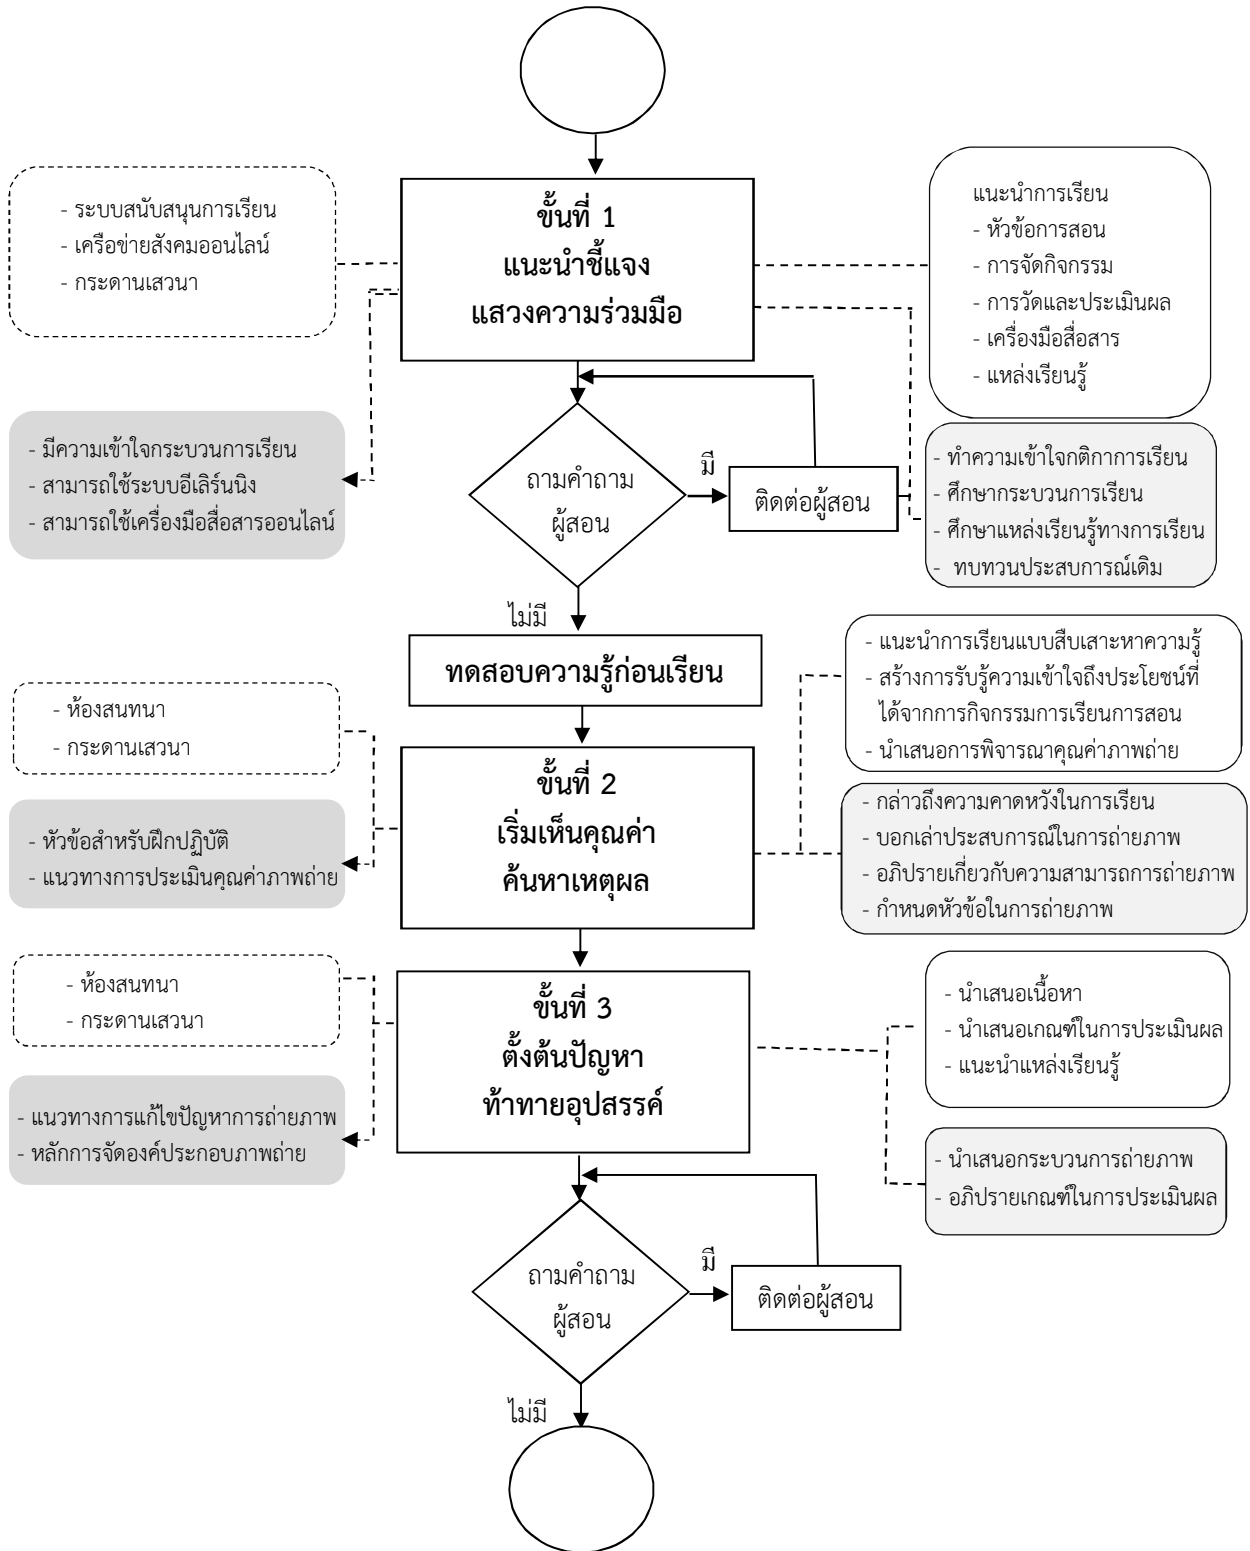 - ระบบสนับสนุนการเรียน
- เครือข่ายสังคมออนไลน์
- กระดานเสวนา
ขั้นที่ 1
แนะนำชี้แจง
แสวงความร่วมมือ
แนะนำการเรียน
- หัวข้อการสอน
- การจัดกิจกรรม
- การวัดและประเมินผล
- เครื่องมือสื่อสาร
- แหล่งเรียนรู้
- มีความเข้าใจกระบวนการเรียน
- สามารถใช้ระบบอีเลิร์นนิง
- สามารถใช้เครื่องมือสื่อสารออนไลน์
ถามคำถาม
ผู้สอน
มี
ติดต่อผู้สอน
- ทำความเข้าใจกติกาการเรียน
- ศึกษากระบวนการเรียน
- ศึกษาแหล่งเรียนรู้ทางการเรียน
- ทบทวนประสบการณ์เดิม
ไม่มี
ทดสอบความรู้ก่อนเรียน
- แนะนำการเรียนแบบสืบเสาะหาความรู้
- สร้างการรับรู้ความเข้าใจถึงประโยชน์ที่
ได้จากการกิจกรรมการเรียนการสอน
- นำเสนอการพิจารณาคุณค่าภาพถ่าย
- ห้องสนทนา
- กระดานเสวนา
ขั้นที่ 2
เริ่มเห็นคุณค่า
ค้นหาเหตุผล
- หัวข้อสำหรับฝึกปฏิบัติ
- แนวทางการประเมินคุณค่าภาพถ่าย
- กล่าวถึงความคาดหวังในการเรียน
- บอกเล่าประสบการณ์ในการถ่ายภาพ
- อภิปรายเกี่ยวกับความสามารถการถ่ายภาพ
- กำหนดหัวข้อในการถ่ายภาพ
- ห้องสนทนา
- กระดานเสวนา
ขั้นที่ 3
ตั้งต้นปัญหา
ท้าทายอุปสรรค์
- นำเสนอเนื้อหา
- นำเสนอเกณฑ์ในการประเมินผล
- แนะนำแหล่งเรียนรู้
- แนวทางการแก้ไขปัญหาการถ่ายภาพ
- หลักการจัดองค์ประกอบภาพถ่าย
- นำเสนอกระบวนการถ่ายภาพ
- อภิปรายเกณฑ์ในการประเมินผล
ถามคำถาม
ผู้สอน
มี
ติดต่อผู้สอน
ไม่มี